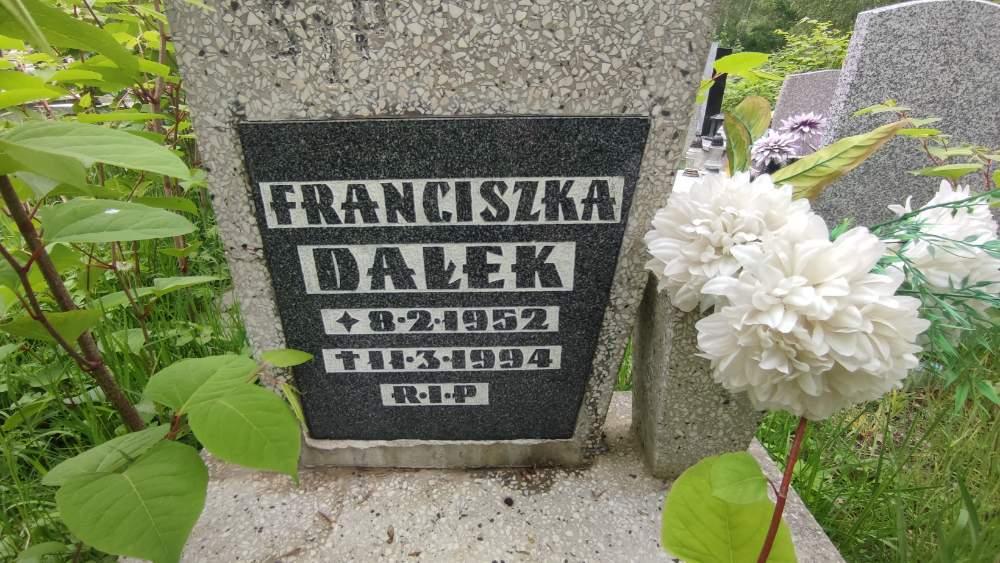 FRANCISZKA
DAŁEK
✦ 8·2·1952
✝ 11·3·1994
R·I·P